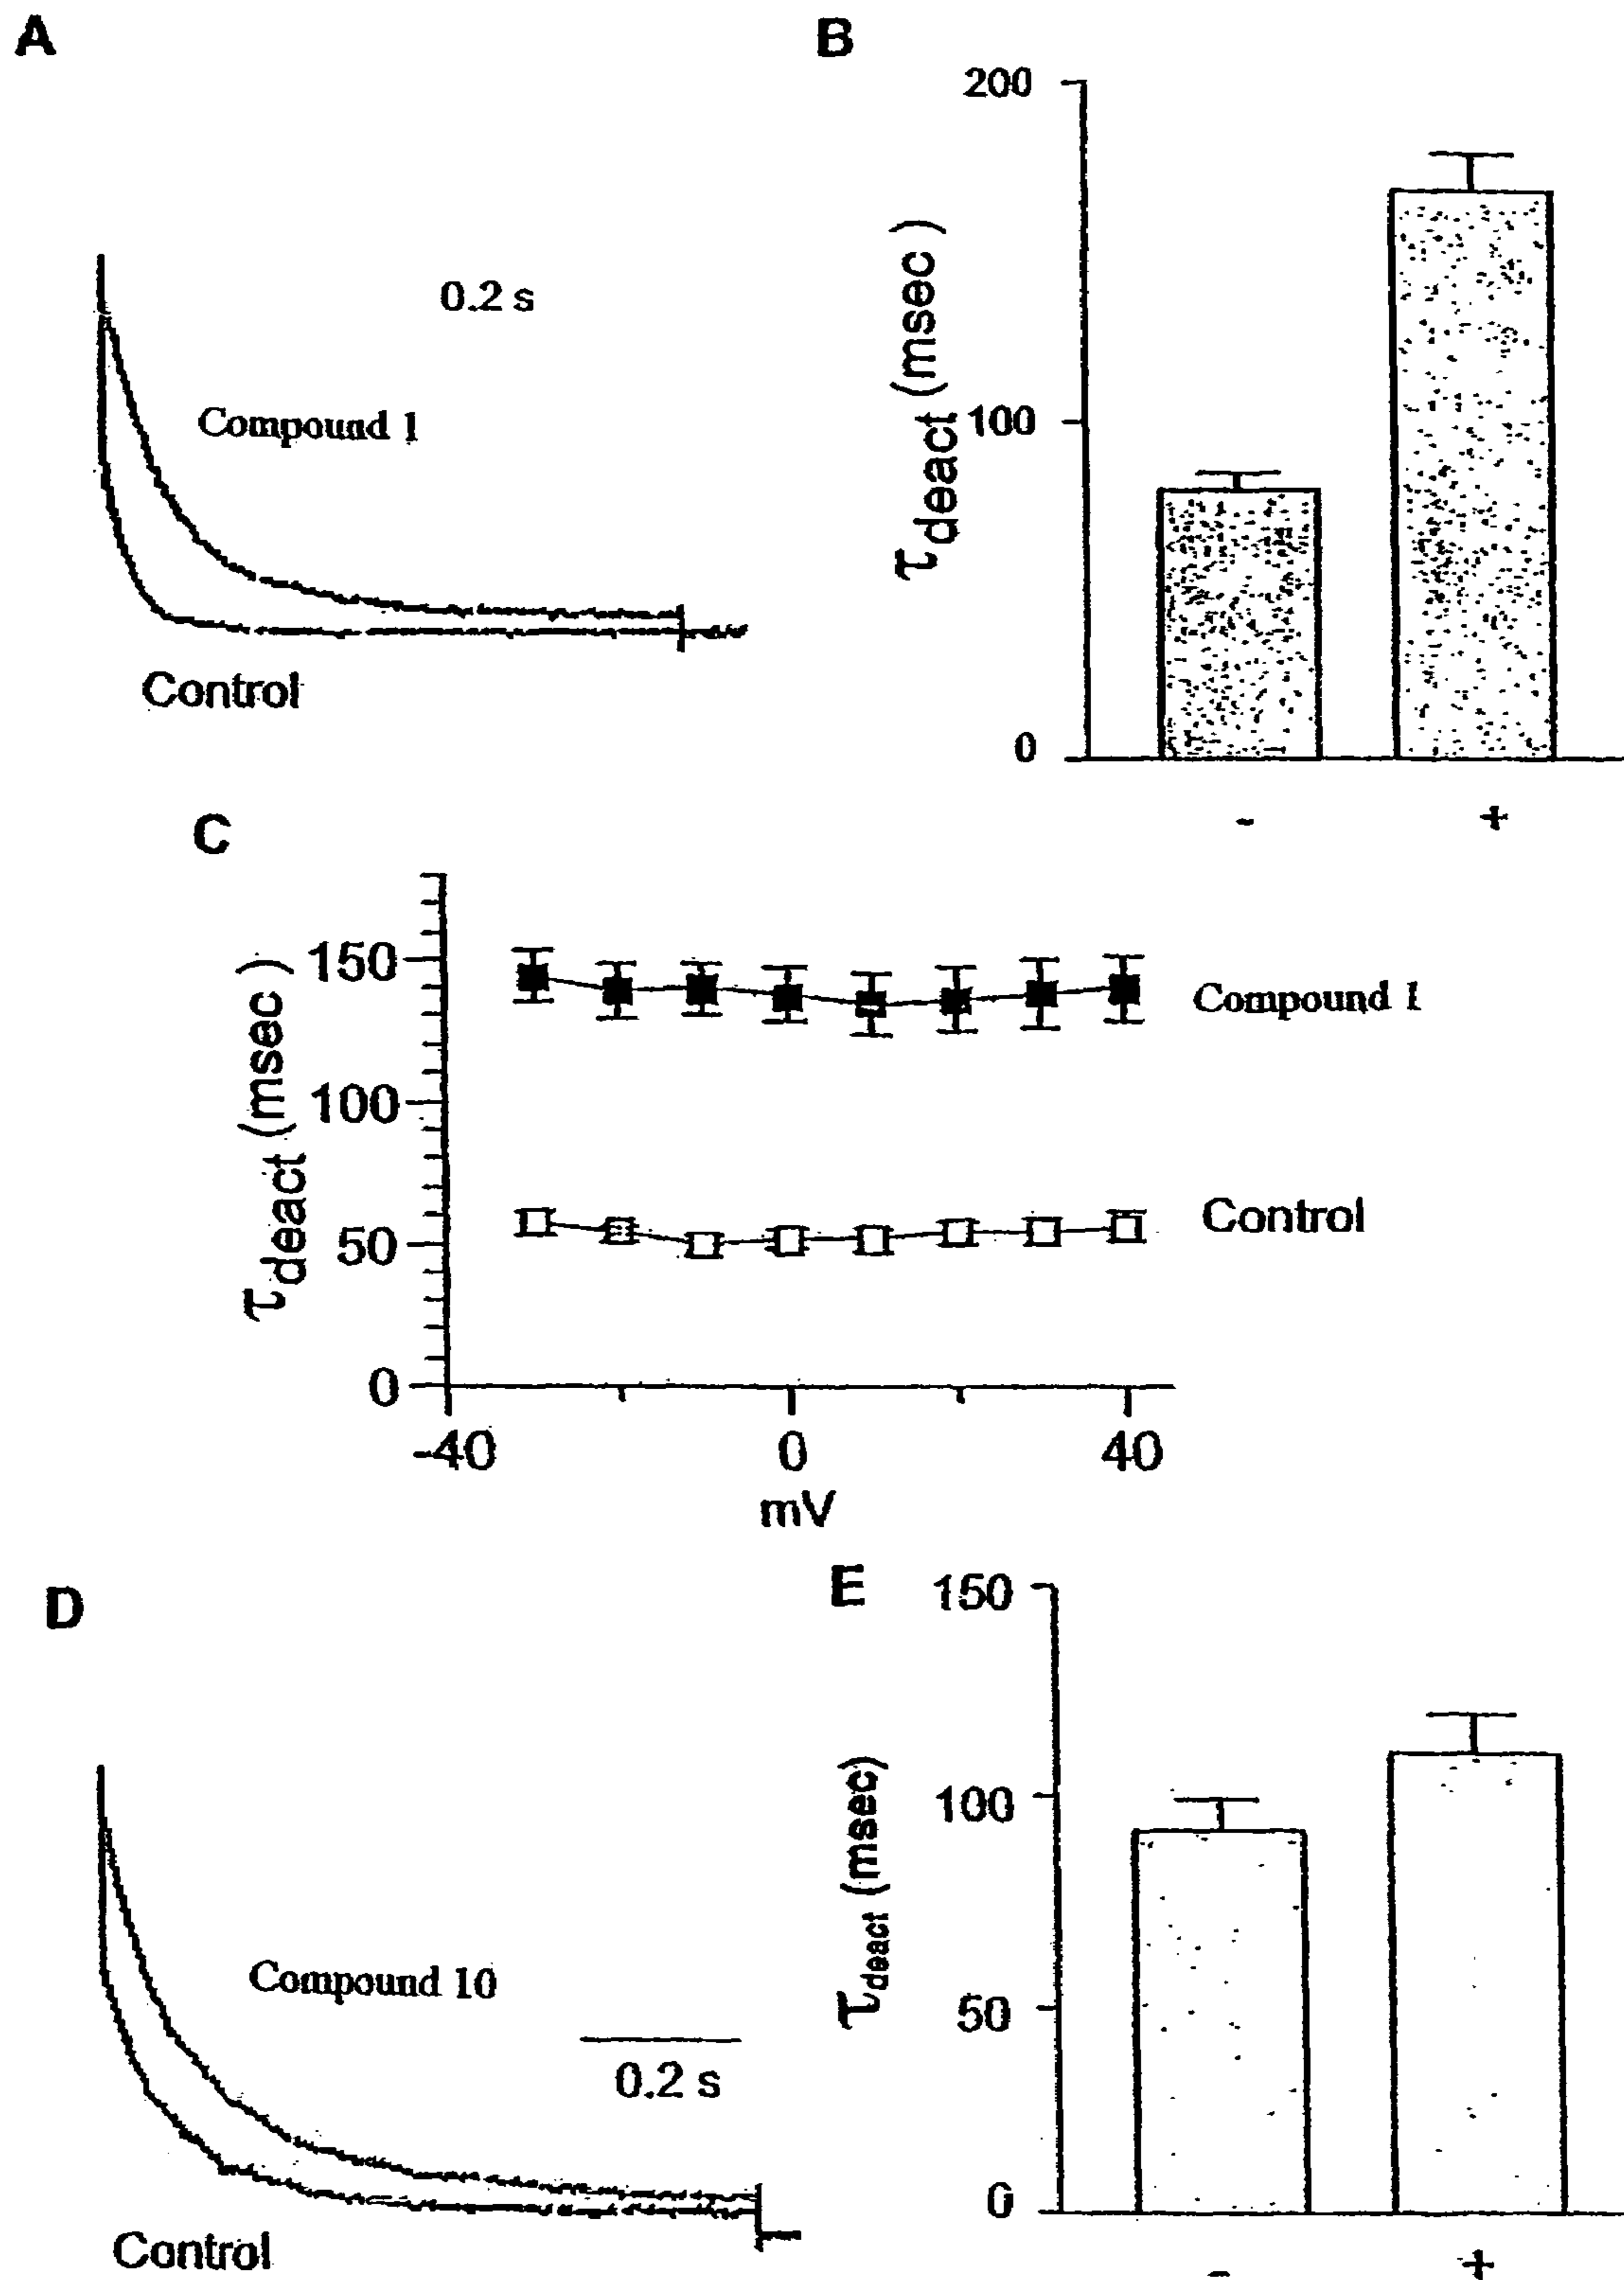 A
0.2 s
Compound 1
Control
B
200
100
0
τdeact (msec)
-
+
C
150
100
50
0
τdeact (msec)
-40
0
40
mV
Compound 1
Control
D
Compound 10
0.2 s
Control
E
150
100
50
0
τdeact (msec)
-
+